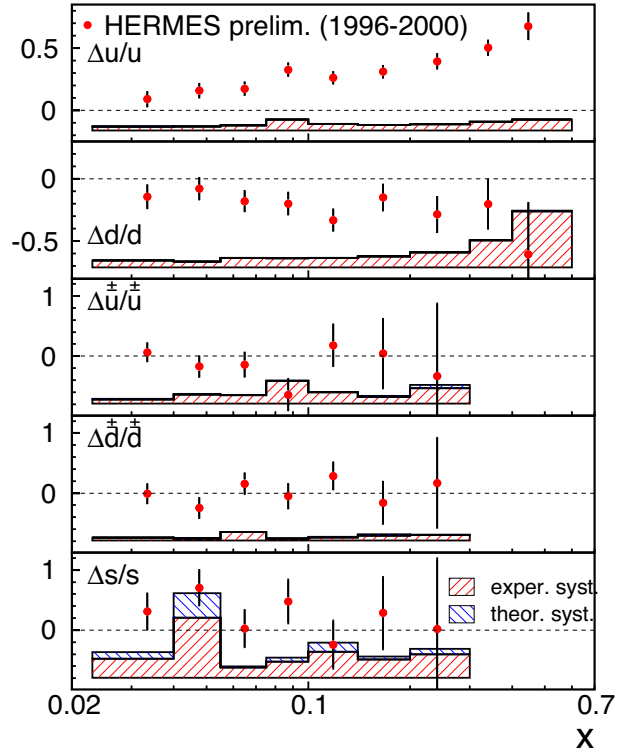 HERMES prelim. (1996-2000)
0.5
Δu/u
0
0
Δd/d
-0.5
1
Δu̅/u̅
0
1
Δd̅/d̅
0
1
Δs/s
0
exper. syst.
theor. syst.
0.02
0.1
0.7
x